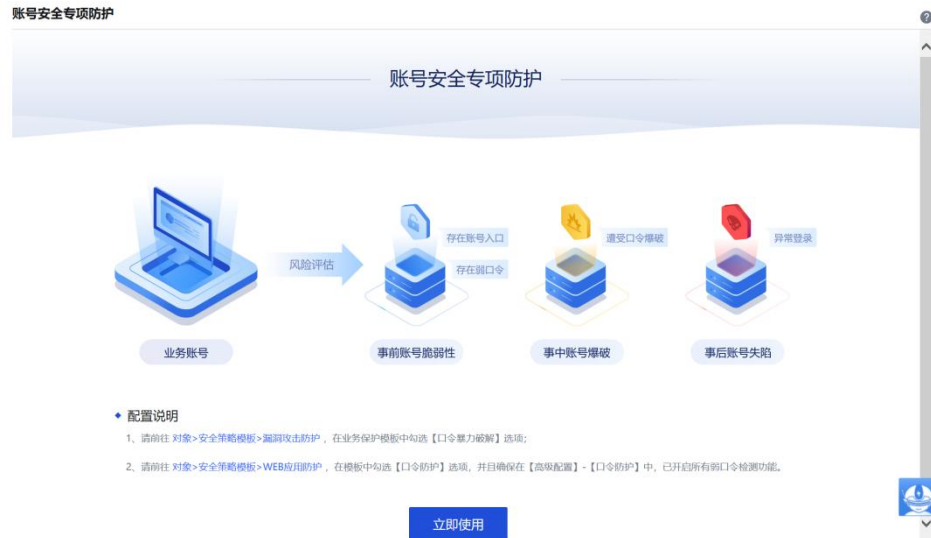 账号安全专项防护
账号安全专项防护
存在账号入口
遭受口令爆破
异常登录
风险评估
存在弱口令
业务账号
事前账号脆弱性
事中账号爆破
事后账号失陷
配置说明
1、请前往 对象>安全策略模板>漏洞攻击防护 ，在业务保护模板中勾选【口令暴力破解】选项;
2、请前往 对象>安全策略模板>WEB应用防护 ，在模板中勾选【口令防护】选项，并且确保在【高级配置】-【口令防护】中，已开启所有弱口令检测功能。
立即使用